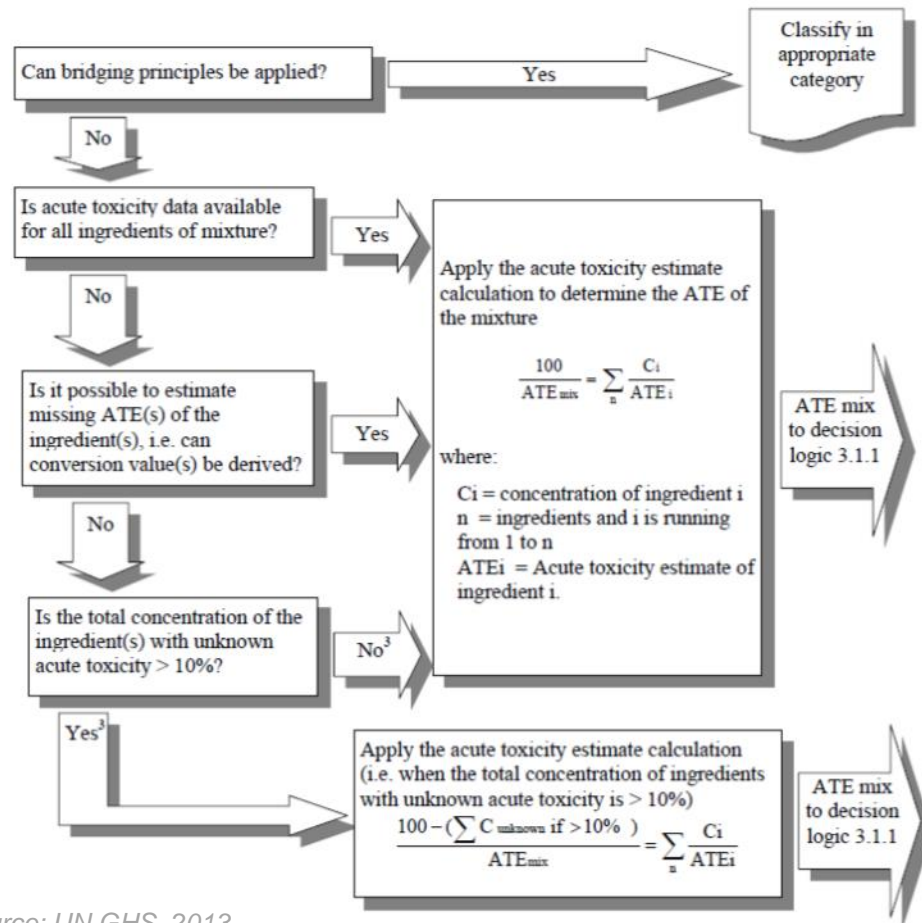 Can bridging principles be applied?
Yes
Classify in
appropriate
category
No
Is acute toxicity data available
for all ingredients of mixture?
Yes
No
Is it possible to estimate
missing ATE(s) of the
ingredient(s), i.e. can
conversion value(s) be derived?
Yes
No
Is the total concentration of the
ingredient(s) with unknown
acute toxicity > 10%?
No³
Apply the acute toxicity estimate
calculation to determine the ATE of
the mixture
100 / ATE mix = ∑ n Ci / ATE i
where:
Ci = concentration of ingredient i
n = ingredients and i is running
from 1 to n
ATEi = Acute toxicity estimate of
ingredient i.
ATE mix
to decision
logic 3.1.1
Yes³
Apply the acute toxicity estimate calculation
(i.e. when the total concentration of ingredients
with unknown acute toxicity is > 10%)
100 − (∑ C unknown if > 10% ) / ATEmix = ∑ n Ci / ATEi
ATE mix
to decision
logic 3.1.1
UN GHS, 2013